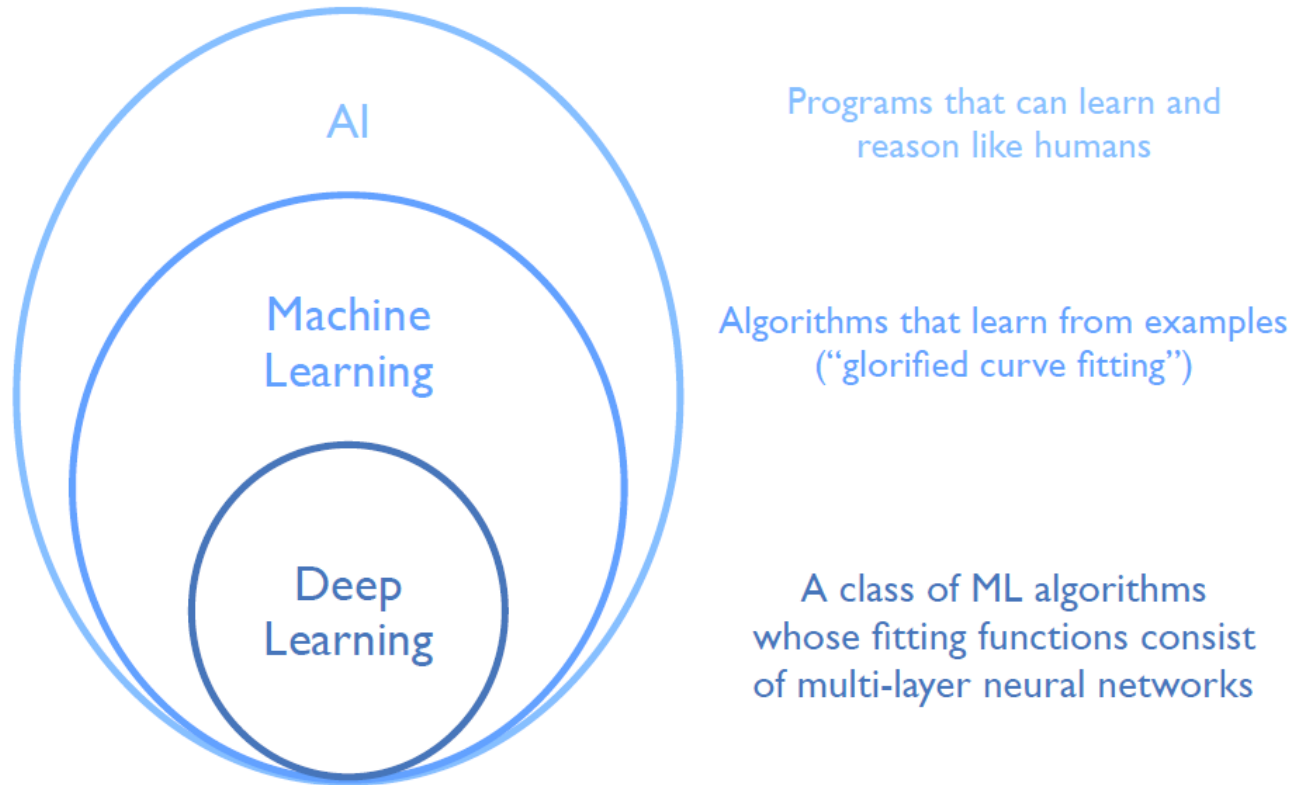 AI
Programs that can learn and
reason like humans
Machine
Learning
Algorithms that learn from examples
(“glorified curve fitting”)
Deep
Learning
A class of ML algorithms
whose fitting functions consist
of multi-layer neural networks